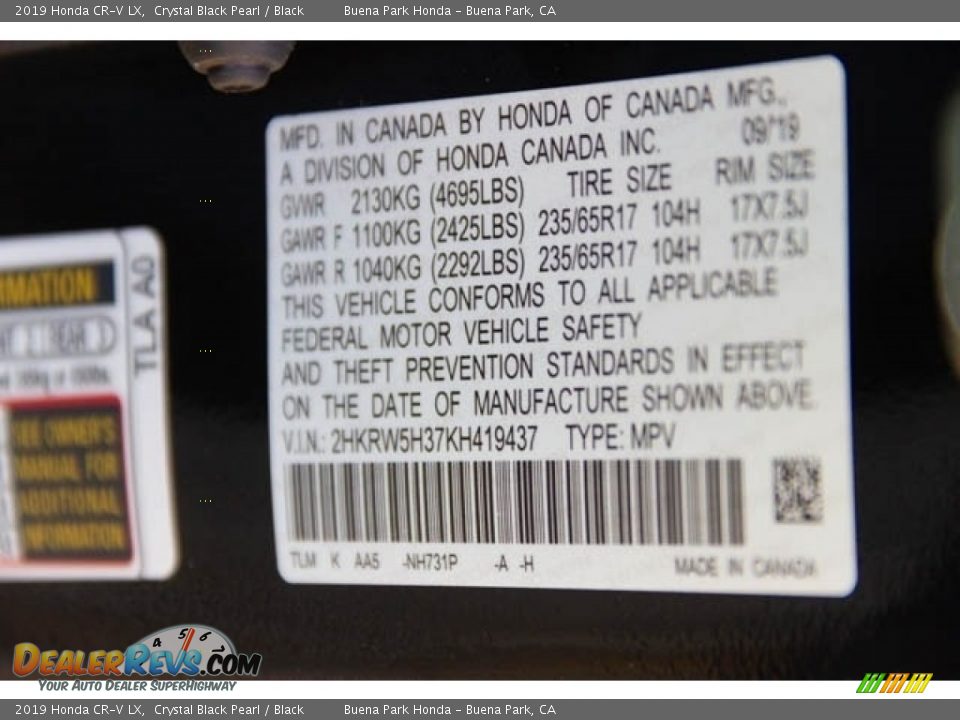 2019 Honda CR-V LX, Crystal Black Pearl / Black Buena Park Honda - Buena Park, CA
MFD. IN CANADA BY HONDA OF CANADA MFG.,
A DIVISION OF HONDA CANADA INC. 09/'19
GVWR 2130KG (4695LBS) TIRE SIZE RIM SIZE
GAWR F 1100KG (2425LBS) 235/65R17 104H 17X7.5J
GAWR R 1040KG (2292LBS) 235/65R17 104H 17X7.5J
THIS VEHICLE CONFORMS TO ALL APPLICABLE
FEDERAL MOTOR VEHICLE SAFETY
AND THEFT PREVENTION STANDARDS IN EFFECT
ON THE DATE OF MANUFACTURE SHOWN ABOVE.
V.I.N.: 2HKRW5H37KH419437 TYPE: MPV
TLM K AA5 -NH731P -A -H MADE IN CANADA
RMATION
REAR
TLA A0
SEE OWNER'S
MANUAL FOR
ADDITIONAL
INFORMATION
4 5 6
DEALERREVS.COM
YOUR AUTO DEALER SUPERHIGHWAY
2019 Honda CR-V LX, Crystal Black Pearl / Black Buena Park Honda - Buena Park, CA